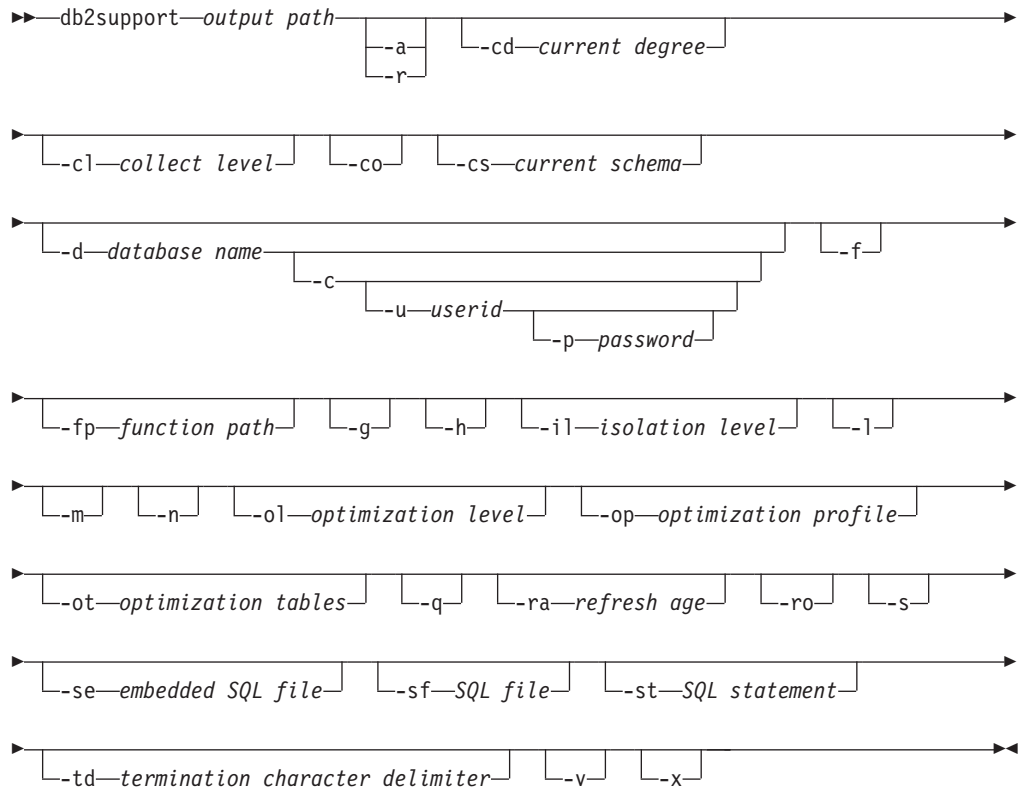 db2support output path -a -cd current degree
-r
-cl collect level -co -cs current schema
-d database name -f
-c
-u userid
-p password
-fp function path -g -h -il isolation level -l
-m -n -ol optimization level -op optimization profile
-ot optimization tables -q -ra refresh age -ro -s
-se embedded SQL file -sf SQL file -st SQL statement
-td termination character delimiter -v -x